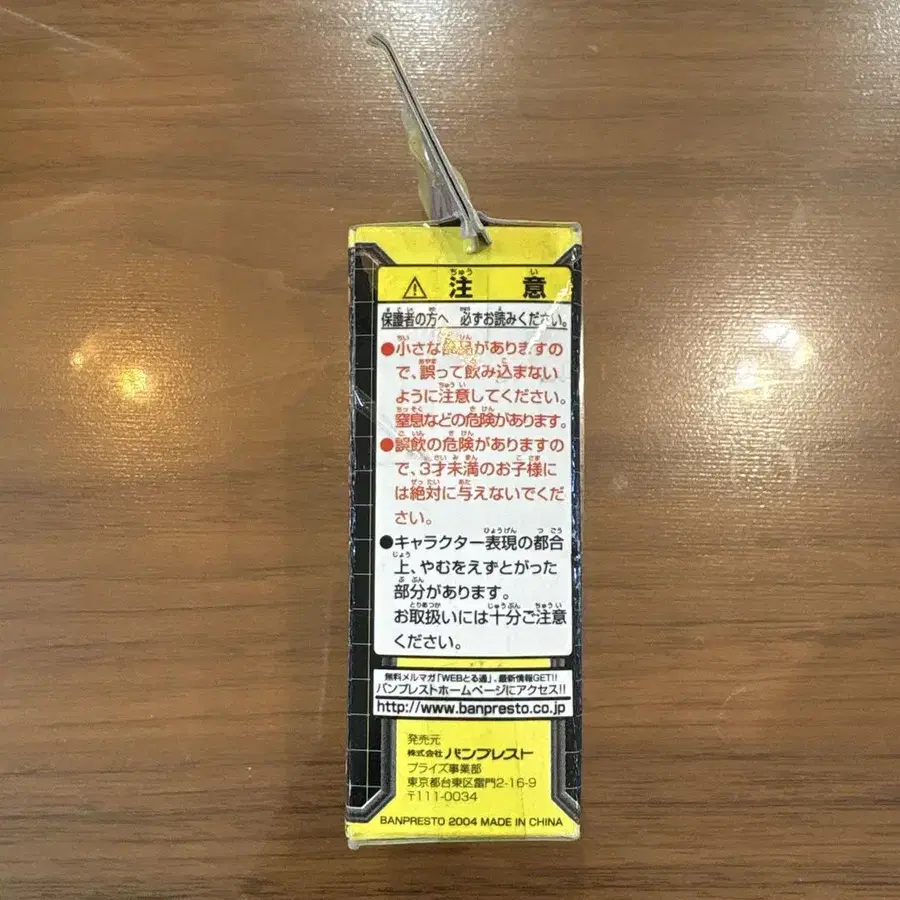 ⚠ 注意
保護者の方へ 必ずお読みください。
●小さな部品がありますの
で、誤って飲み込まない
ように注意してください。
窒息などの危険があります。
●誤飲の危険がありますの
で、3才未満のお子様に
は絶対に与えないでくだ
さい。
●キャラクター表現の都合
上、やむをえずとがった
部分があります。
お取扱いには十分ご注意
ください。
無料メルマガ「WEBとる通」、最新情報GET!!
バンプレストホームページにアクセス!!
http://www.banpresto.co.jp
発売元
株式会社 バンプレスト
プライズ事業部
東京都台東区雷門2-16-9
〒111-0034
BANPRESTO 2004 MADE IN CHINA